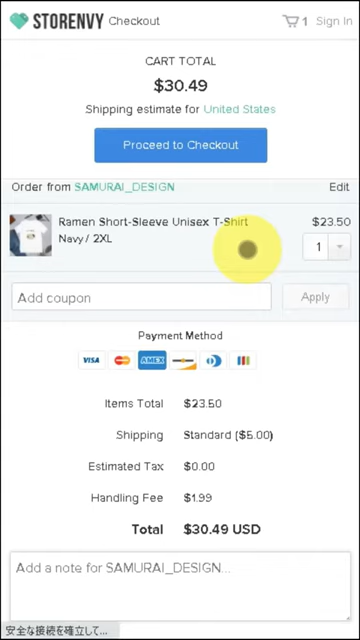 STORENVY Checkout 1 Sign In
CART TOTAL
$30.49
Shipping estimate for United States
Proceed to Checkout
Order from SAMURAI_DESIGN Edit
Ramen Short-Sleeve Unisex T-Shirt $23.50
Navy / 2XL 1
Add coupon Apply
Payment Method
VISA AMEX
Items Total $23.50
Shipping Standard ($5.00)
Estimated Tax $0.00
Handling Fee $1.99
Total $30.49 USD
Add a note for SAMURAI_DESIGN...
安全な接続を確立して...